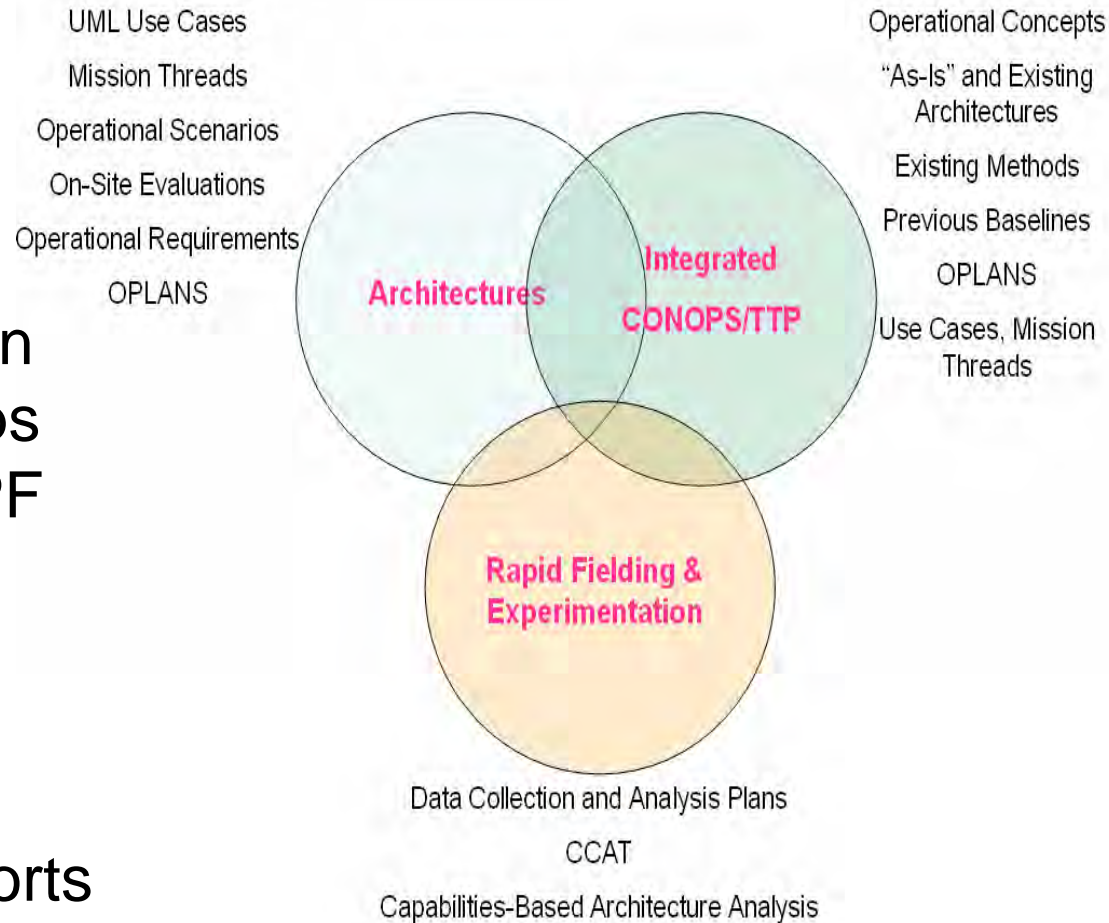 UML Use Cases
Mission Threads
Operational Scenarios
On-Site Evaluations
Operational Requirements
OPLANS
Operational Concepts
“As-Is” and Existing
Architectures
Existing Methods
Previous Baselines
OPLANS
Use Cases, Mission
Threads
Architectures
Integrated
CONOPS/TTP
Rapid Fielding &
Experimentation
Data Collection and Analysis Plans
CCAT
Capabilities-Based Architecture Analysis